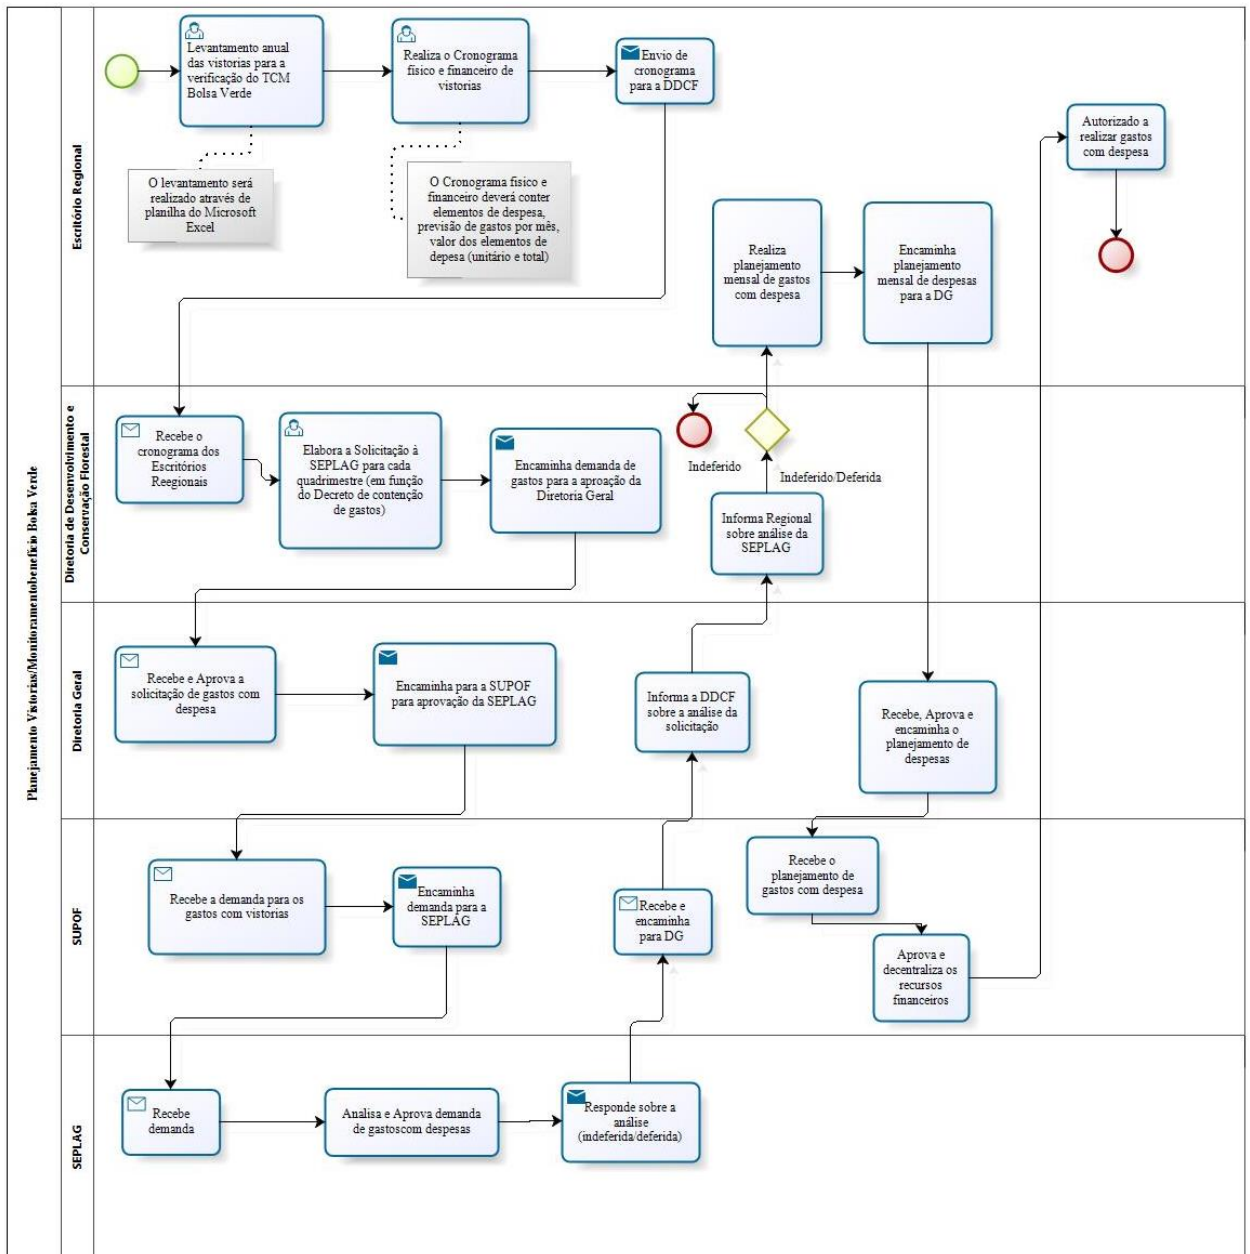 Planejamento Vistorias/Monitoramentobenefício Bolsa Verde
Escritório Regional
Levantamento anual
das vistorias para a
verificação do TCM
Bolsa Verde
Realiza o Cronograma
físico e financeiro de
vistorias
Envio de
cronograma
para a DDCF
Autorizado a
realizar gastos
com despesa
O levantamento será
realizado através de
planilha do Microsoft
Excel
O Cronograma físico e
financeiro deverá conter
elementos de despesa,
previsão de gastos por mês,
valor dos elementos de
depesa (unitário e total)
Realiza
planejamento
mensal de gastos
com despesa
Encaminha
planejamento
mensal de despesas
para a DG
Diretoria de Desenvolvimento e
Conservação Florestal
Recebe o
cronograma dos
Escritórios
Reegionais
Elabora a Solicitação à
SEPLAG para cada
quadrimestre (em função
do Decreto de contenção
de gastos)
Encaminha demanda de
gastos para a aproação da
Diretoria Geral
Indeferido
Indeferido/Deferida
Informa Regional
sobre análise da
SEPLAG
Diretoria Geral
Recebe e Aprova a
solicitação de gastos com
despesa
Encaminha para a SUPOF
para aprovação da SEPLAG
Informa a DDCF
sobre a análise da
solicitação
Recebe, Aprova e
encaminha o
planejamento de
despesas
SUPOF
Recebe a demanda para os
gastos com vistorias
Encaminha
demanda para a
SEPLAG
Recebe e
encaminha
para DG
Recebe o
planejamento de
gastos com despesa
Aprova e
decentraliza os
recursos
financeiros
SEPLAG
Recebe
demanda
Analisa e Aprova demanda
de gastoscom despesas
Responde sobre a
análise
(indeferida/deferida)